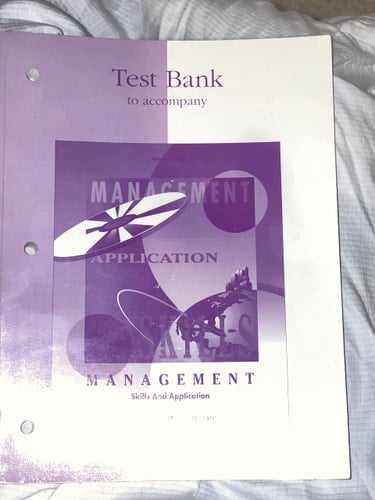 Test Bank
to accompany
MANAGEMENT
APPLICATION
SKILLS
MANAGEMENT
Skills And Application